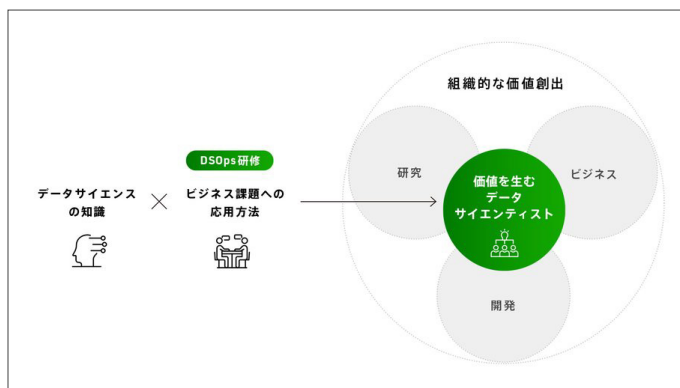 組織的な価値創出
DSOps研修
データサイエンス
の知識
ビジネス課題への
応用方法
研究
価値を生む
データ
サイエンティスト
ビジネス
開発